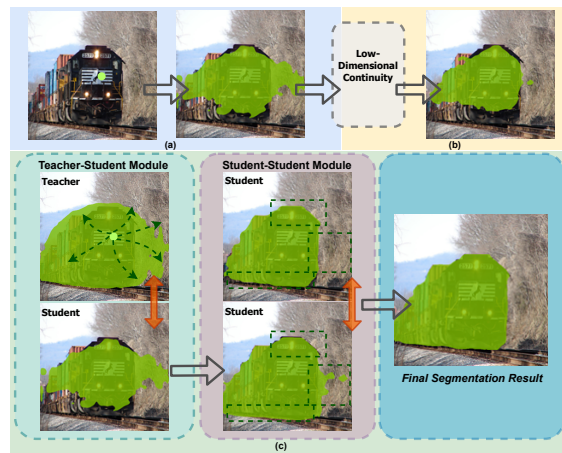 Low-
Dimensional
Continuity
(a)
(b)
Teacher-Student Module
Student-Student Module
Teacher
Student
Student
Student
Final Segmentation Result
(c)